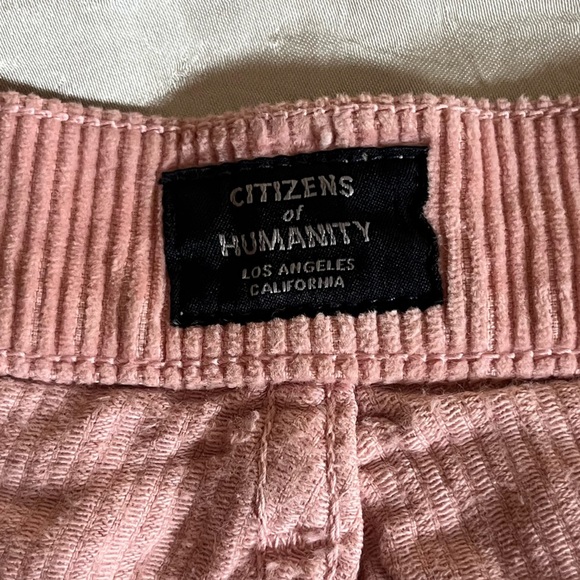 CITIZENS
of
HUMANITY
LOS ANGELES
CALIFORNIA